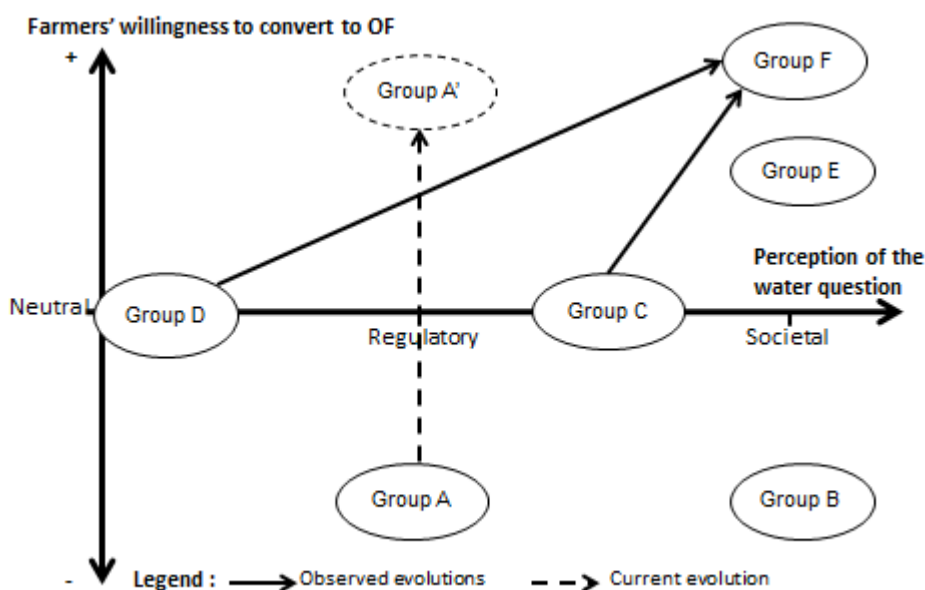 Farmers' willingness to convert to OF
+
Group A'
Group F
Group E
Perception of the
water question
Neutral
Group D
Group C
Regulatory
Societal
Group A
Group B
-
Legend :
Observed evolutions
Current evolution